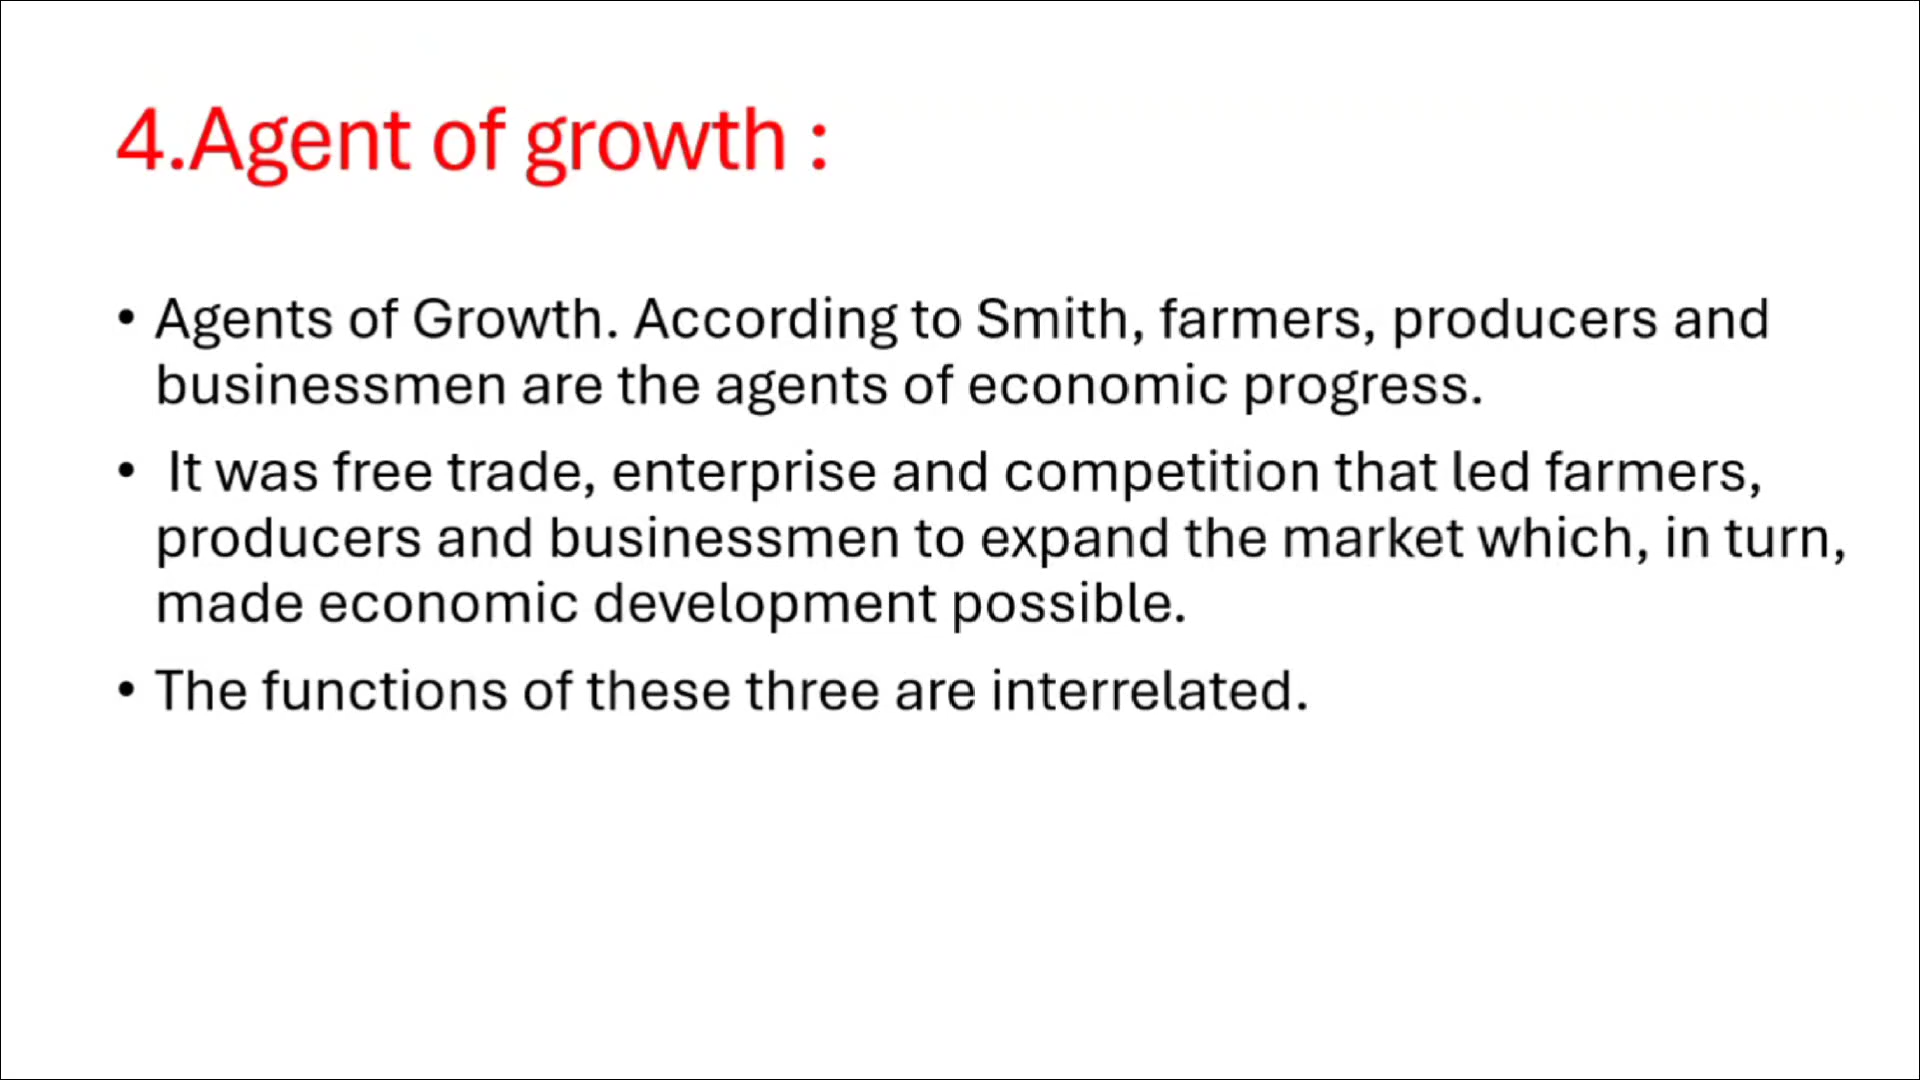 4.Agent of growth :
• Agents of Growth. According to Smith, farmers, producers and
businessmen are the agents of economic progress.
• It was free trade, enterprise and competition that led farmers,
producers and businessmen to expand the market which, in turn,
made economic development possible.
• The functions of these three are interrelated.